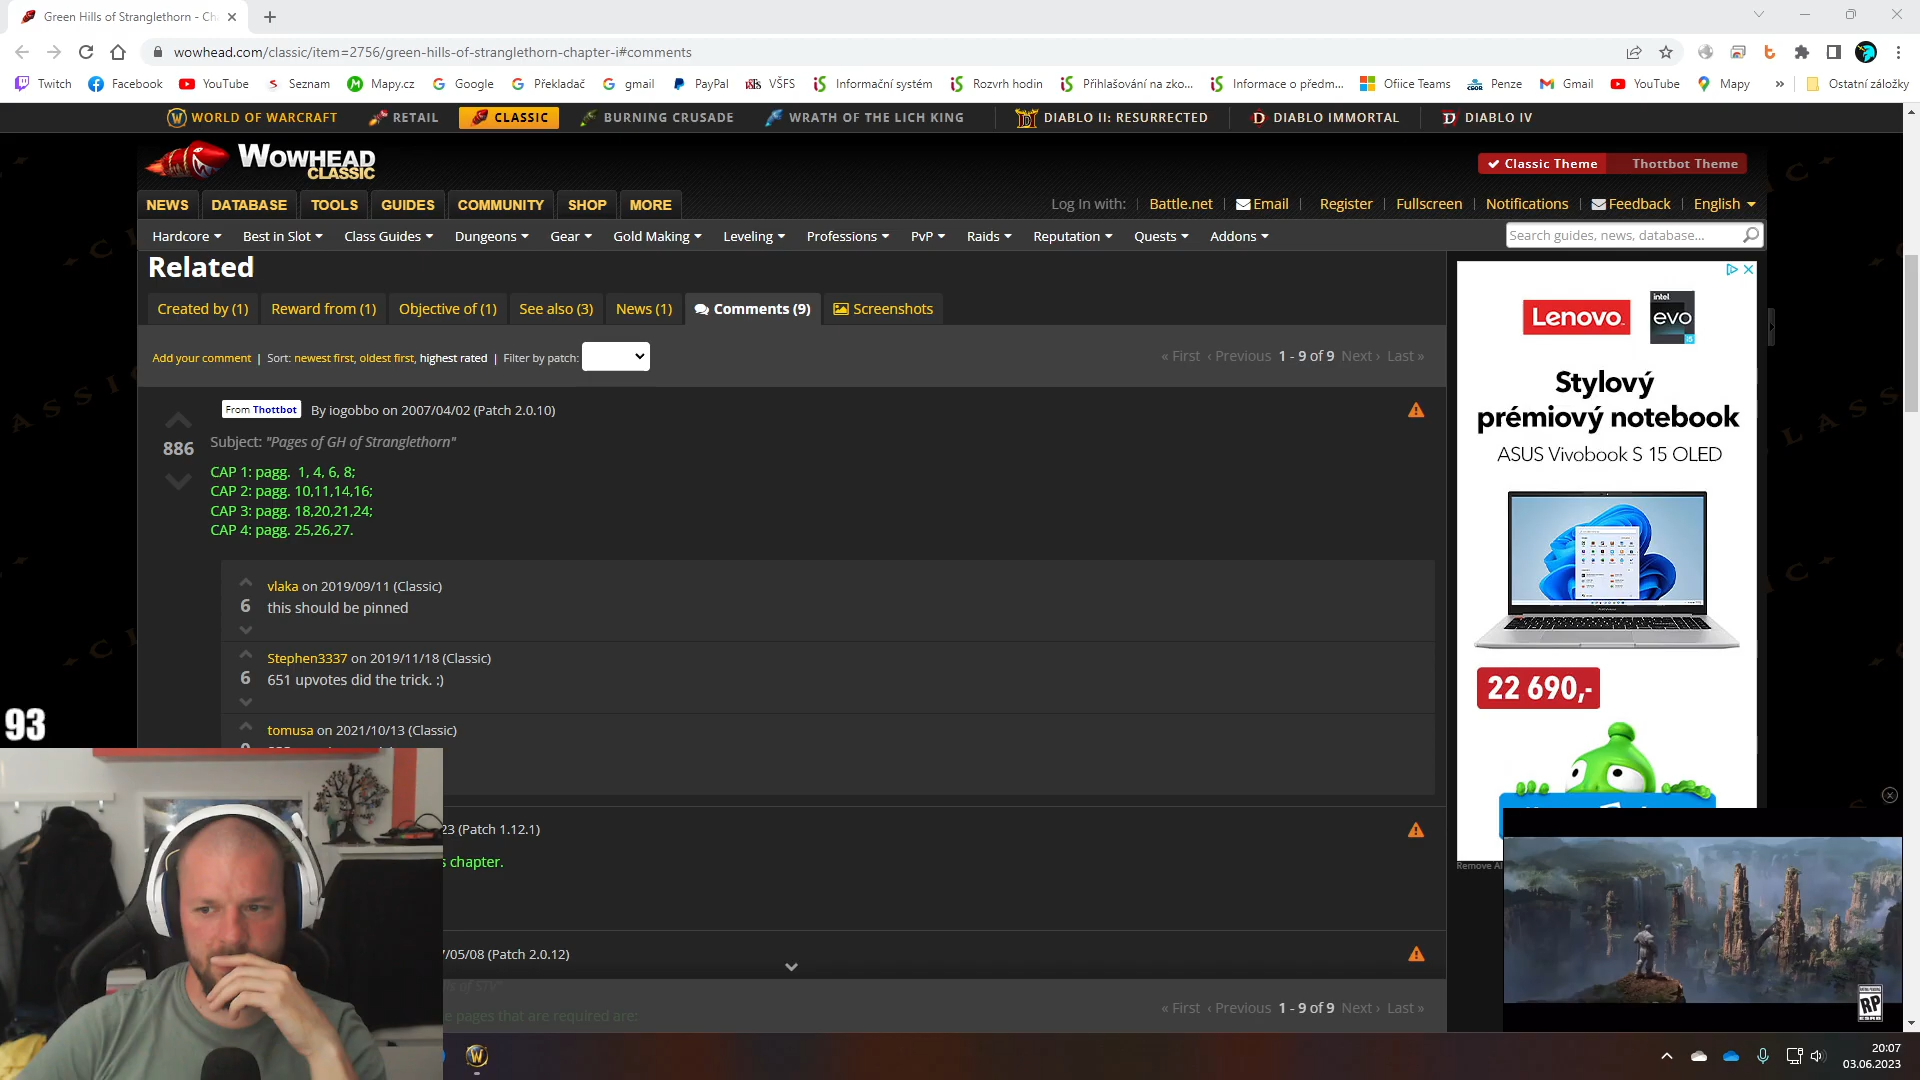 Green Hills of Stranglethorn - Ch
wowhead.com/classic/item=2756/green-hills-of-stranglethorn-chapter-i#comments
Twitch Facebook YouTube Seznam Mapy.cz Google Překladač gmail PayPal VŠFS Informační systém Rozvrh hodin Přihlašování na zko... Informace o předm... Ofiice Teams Penze Gmail YouTube Mapy » Ostatní záložky
WORLD OF WARCRAFT RETAIL CLASSIC BURNING CRUSADE WRATH OF THE LICH KING DIABLO II: RESURRECTED DIABLO IMMORTAL DIABLO IV
WOWHEAD
CLASSIC
Classic Theme Thottbot Theme
NEWS DATABASE TOOLS GUIDES COMMUNITY SHOP MORE
Log In with: Battle.net Email Register Fullscreen Notifications Feedback English
Hardcore Best in Slot Class Guides Dungeons Gear Gold Making Leveling Professions PvP Raids Reputation Quests Addons
Search guides, news, database...
Related
Created by (1) Reward from (1) Objective of (1) See also (3) News (1) Comments (9) Screenshots
Add your comment | Sort: newest first, oldest first, highest rated | Filter by patch:
« First ‹ Previous 1 - 9 of 9 Next › Last »
From Thottbot By iogobbo on 2007/04/02 (Patch 2.0.10)
886
Subject: "Pages of GH of Stranglethorn"
CAP 1: pagg. 1, 4, 6, 8;
CAP 2: pagg. 10,11,14,16;
CAP 3: pagg. 18,20,21,24;
CAP 4: pagg. 25,26,27.
vlaka on 2019/09/11 (Classic)
6
this should be pinned
Stephen3337 on 2019/11/18 (Classic)
6
651 upvotes did the trick. :)
tomusa on 2021/10/13 (Classic)
93
23 (Patch 1.12.1)
s chapter.
/05/08 (Patch 2.0.12)
e pages that are required are:
« First ‹ Previous 1 - 9 of 9 Next › Last »
Lenovo
intel
evo
i5
Stylový
prémiový notebook
ASUS Vivobook S 15 OLED
22 690,-
Remove A
RP
ESRB
20:07
03.06.2023